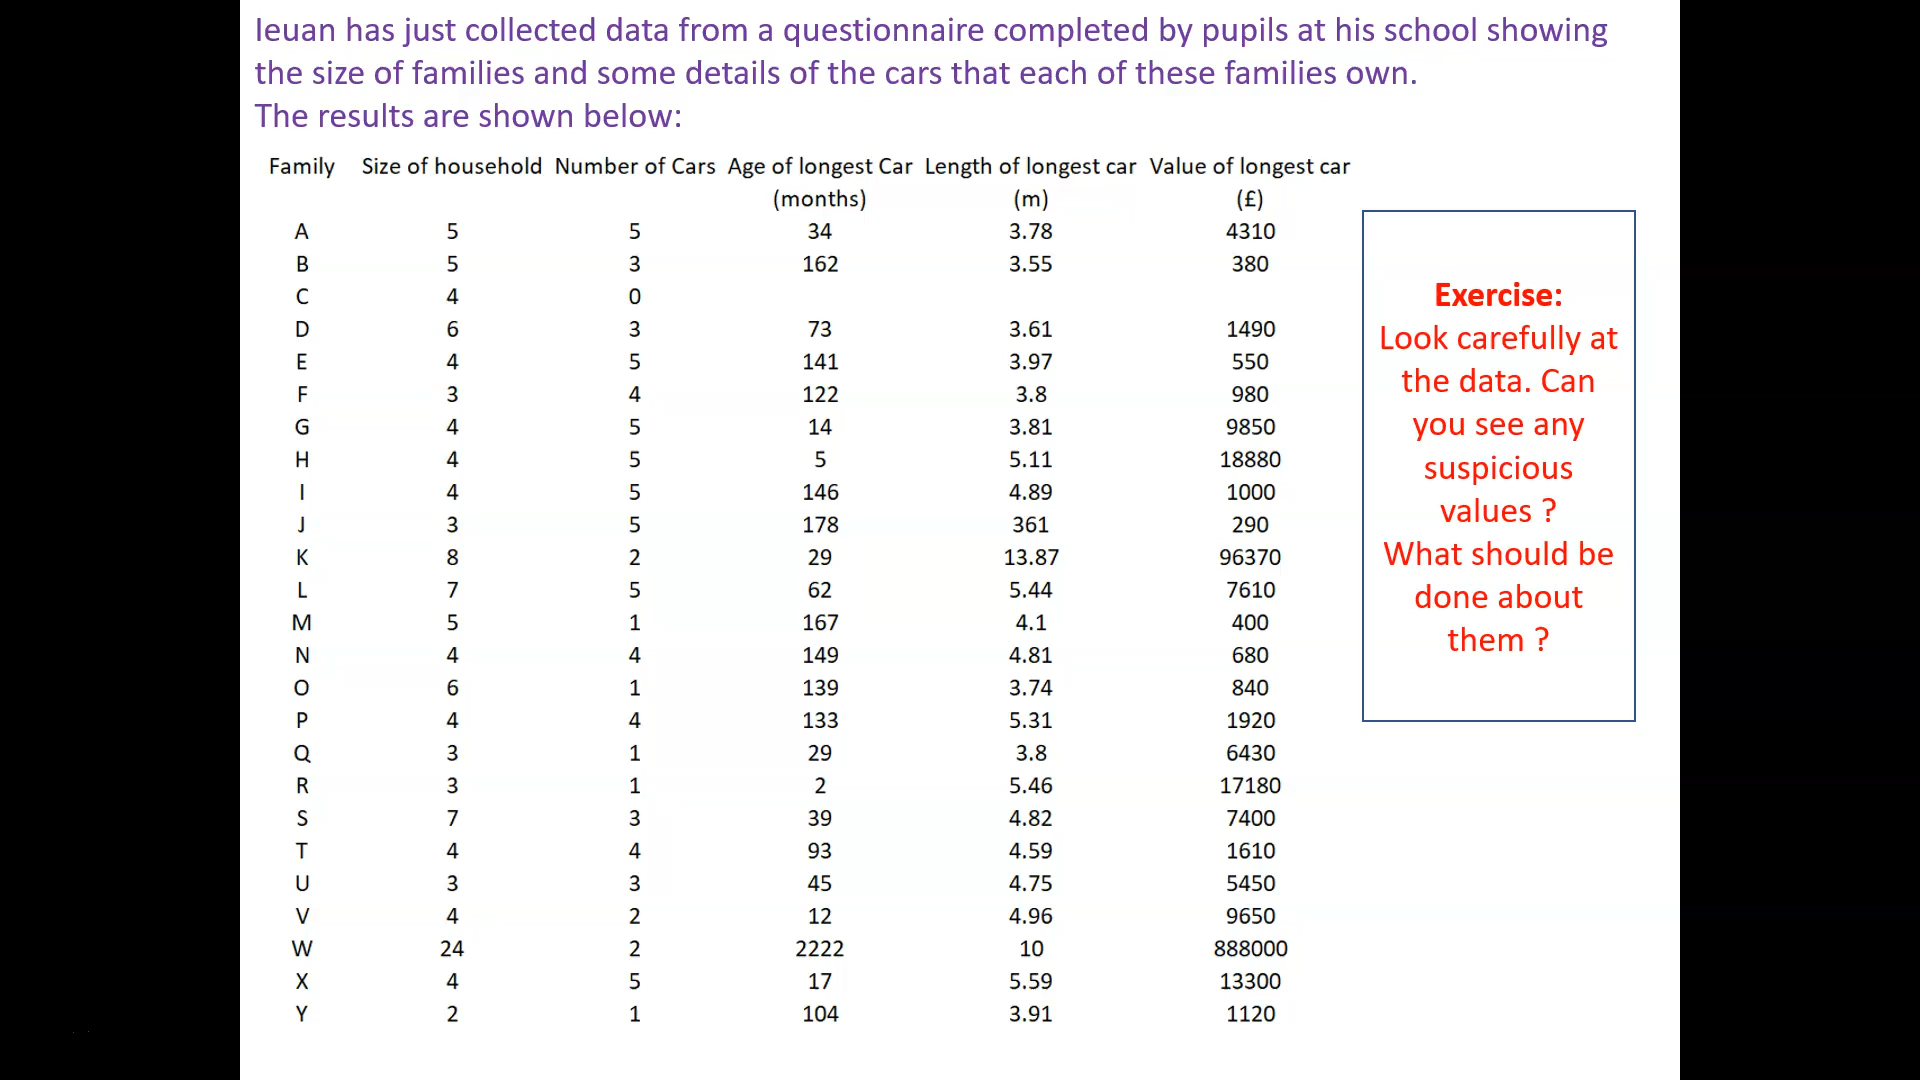 Ieuan has just collected data from a questionnaire completed by pupils at his school showing
the size of families and some details of the cars that each of these families own.
The results are shown below:
Family Size of household Number of Cars Age of longest Car Length of longest car Value of longest car
(months) (m) (£)
A 5 5 34 3.78 4310
B 5 3 162 3.55 380
C 4 0
D 6 3 73 3.61 1490
E 4 5 141 3.97 550
F 3 4 122 3.8 980
G 4 5 14 3.81 9850
H 4 5 5 5.11 18880
I 4 5 146 4.89 1000
J 3 5 178 361 290
K 8 2 29 13.87 96370
L 7 5 62 5.44 7610
M 5 1 167 4.1 400
N 4 4 149 4.81 680
O 6 1 139 3.74 840
P 4 4 133 5.31 1920
Q 3 1 29 3.8 6430
R 3 1 2 5.46 17180
S 7 3 39 4.82 7400
T 4 4 93 4.59 1610
U 3 3 45 4.75 5450
V 4 2 12 4.96 9650
W 24 2 2222 10 888000
X 4 5 17 5.59 13300
Y 2 1 104 3.91 1120
Exercise:
Look carefully at
the data. Can
you see any
suspicious
values ?
What should be
done about
them ?